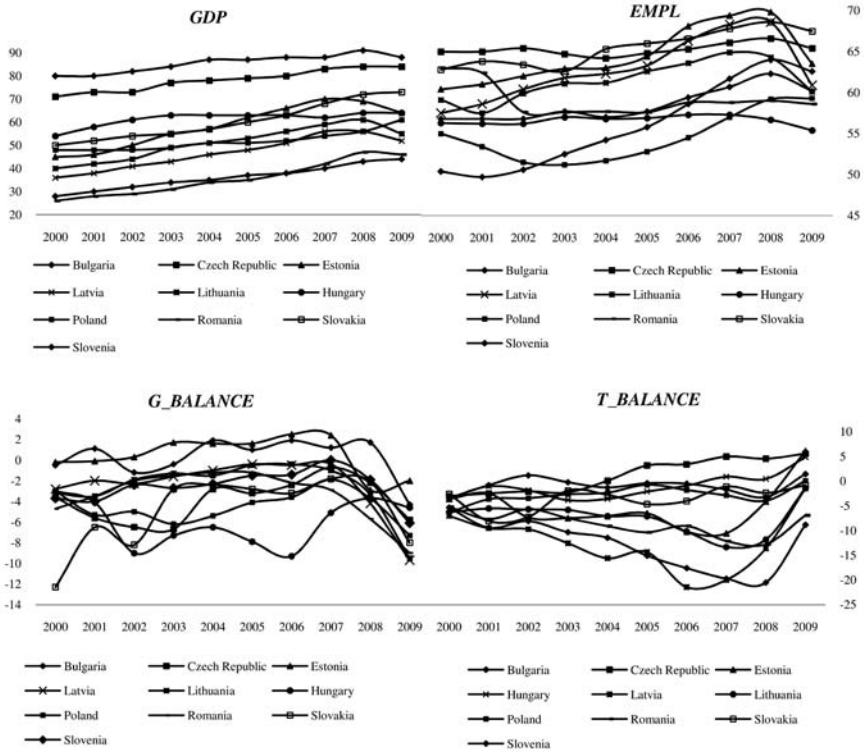 GDP
90
80
70
60
50
40
30
20
2000 2001 2002 2003 2004 2005 2006 2007 2008 2009
Bulgaria Czech Republic Estonia
Latvia Lithuania Hungary
Poland Romania Slovakia
Slovenia
EMPL
70
65
60
55
50
45
2000 2001 2002 2003 2004 2005 2006 2007 2008 2009
Bulgaria Czech Republic Estonia
Latvia Lithuania Hungary
Poland Romania Slovakia
Slovenia
G_BALANCE
4
2
0
-2
-4
-6
-8
-10
-12
-14
2000 2001 2002 2003 2004 2005 2006 2007 2008 2009
Bulgaria Czech Republic Estonia
Latvia Lithuania Hungary
Poland Romania Slovakia
Slovenia
T_BALANCE
10
5
0
-5
-10
-15
-20
-25
2000 2001 2002 2003 2004 2005 2006 2007 2008 2009
Bulgaria Czech Republic Estonia
Hungary Latvia Lithuania
Poland Romania Slovakia
Slovenia